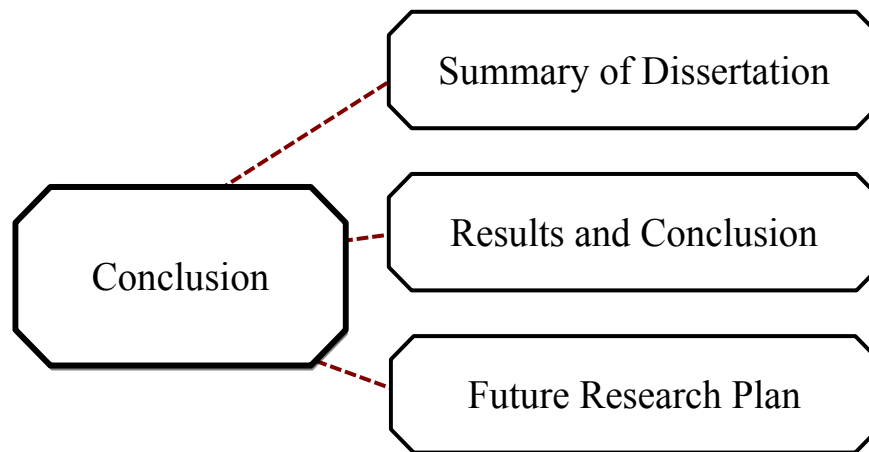 Summary of Dissertation
Results and Conclusion
Conclusion
Future Research Plan